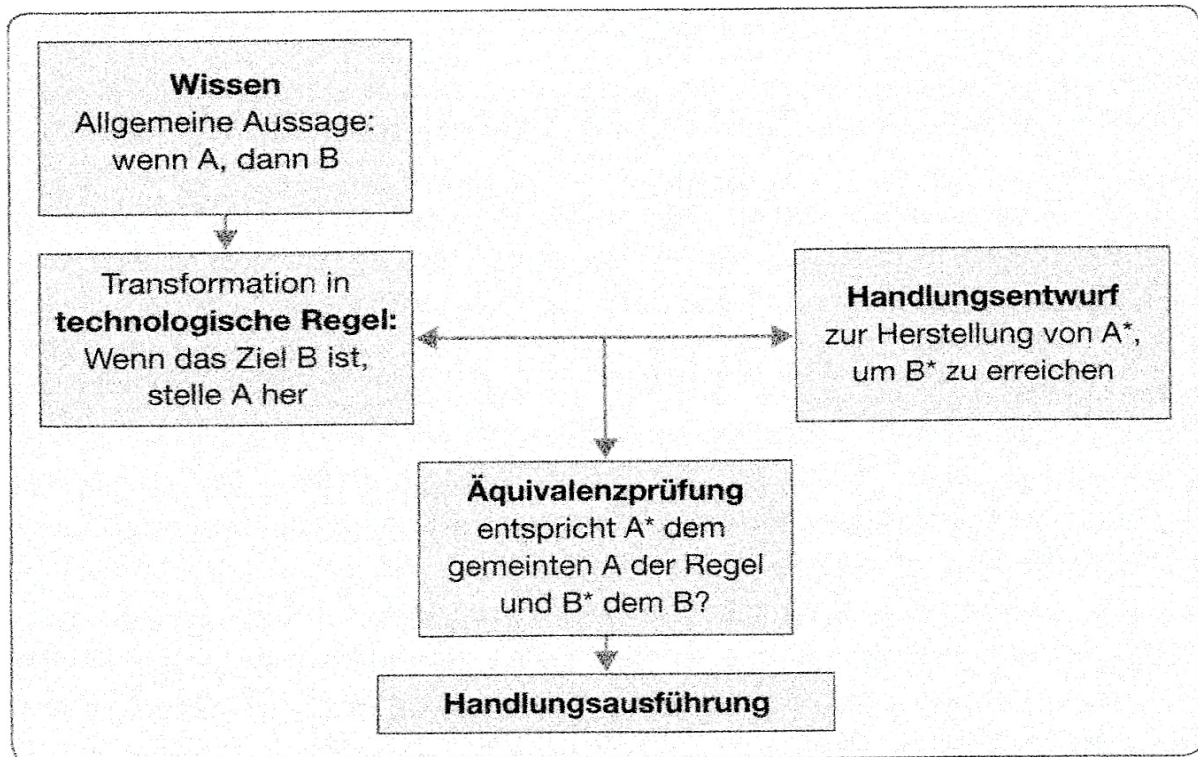 Wissen
Allgemeine Aussage:
wenn A, dann B
Transformation in
technologische Regel:
Wenn das Ziel B ist,
stelle A her
Handlungsentwurf
zur Herstellung von A*,
um B* zu erreichen
Äquivalenzprüfung
entspricht A* dem
gemeinten A der Regel
und B* dem B?
Handlungsausführung